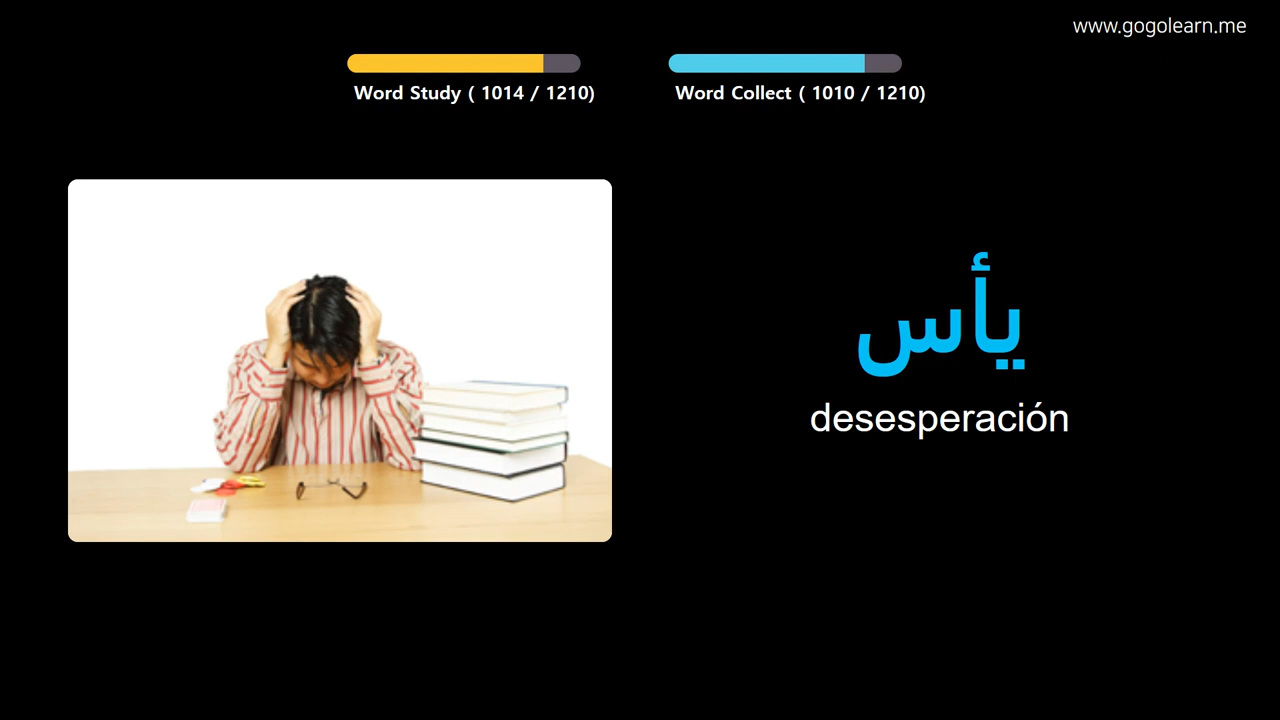 www.gogolearn.me
Word Study ( 1014 / 1210)
Word Collect ( 1010 / 1210)
يأس
desesperación